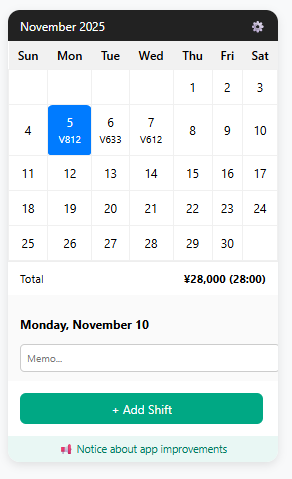 November 2025
Sun Mon Tue Wed Thu Fri Sat
1 2 3
4 5 6 7 8 9 10
V812 V633 V612
11 12 13 14 15 16 17
18 19 20 21 22 23 24
25 26 27 28 29 30
Total ¥28,000 (28:00)
Monday, November 10
Memo...
+ Add Shift
Notice about app improvements